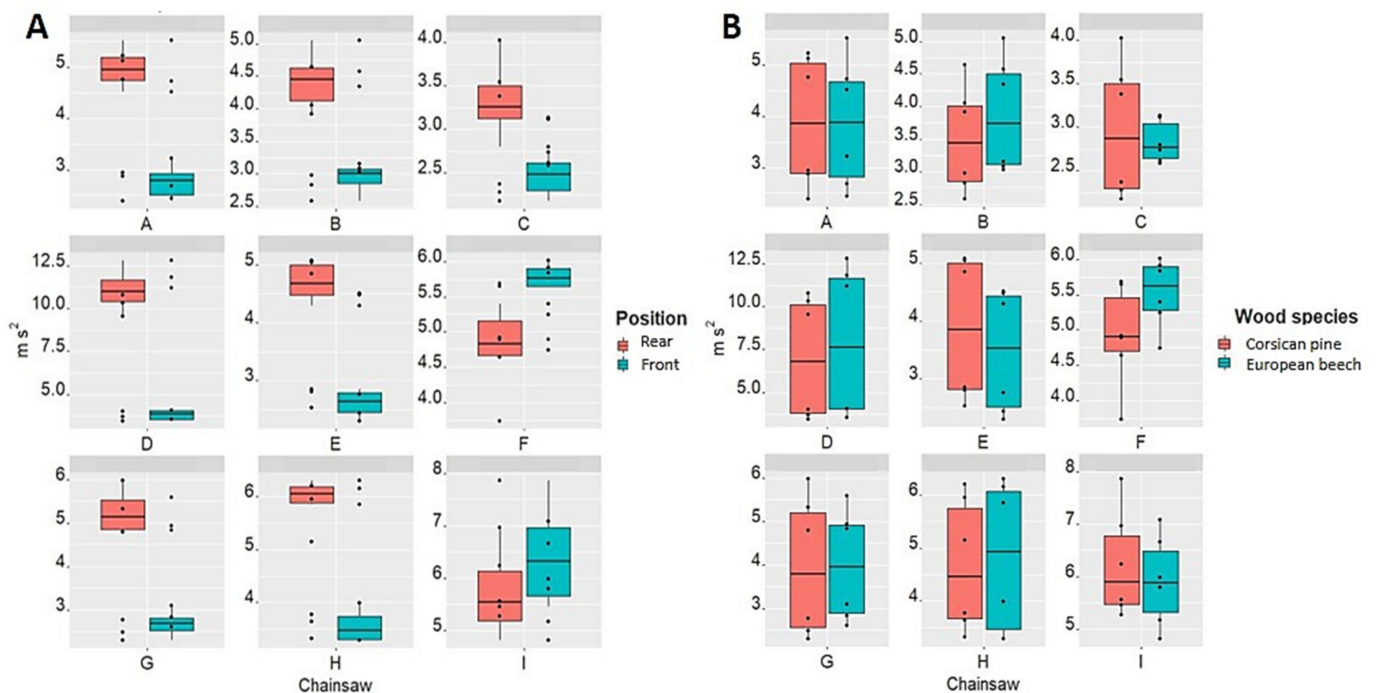 A
B
5
4
3
A
5.0
4.5
4.0
3.5
3.0
2.5
B
4.0
3.5
3.0
2.5
C
5
4
3
A
5.0
4.5
4.0
3.5
3.0
2.5
B
4.0
3.5
3.0
2.5
C
m s²
12.5
10.0
7.5
5.0
D
5
4
3
E
6.0
5.5
5.0
4.5
4.0
F
Position
Rear
Front
m s²
12.5
10.0
7.5
5.0
D
5
4
3
E
6.0
5.5
5.0
4.5
4.0
F
Wood species
Corsican pine
European beech
6
5
4
3
G
6
5
4
H
8
7
6
5
I
Chainsaw
6
5
4
3
G
6
5
4
H
8
7
6
5
I
Chainsaw